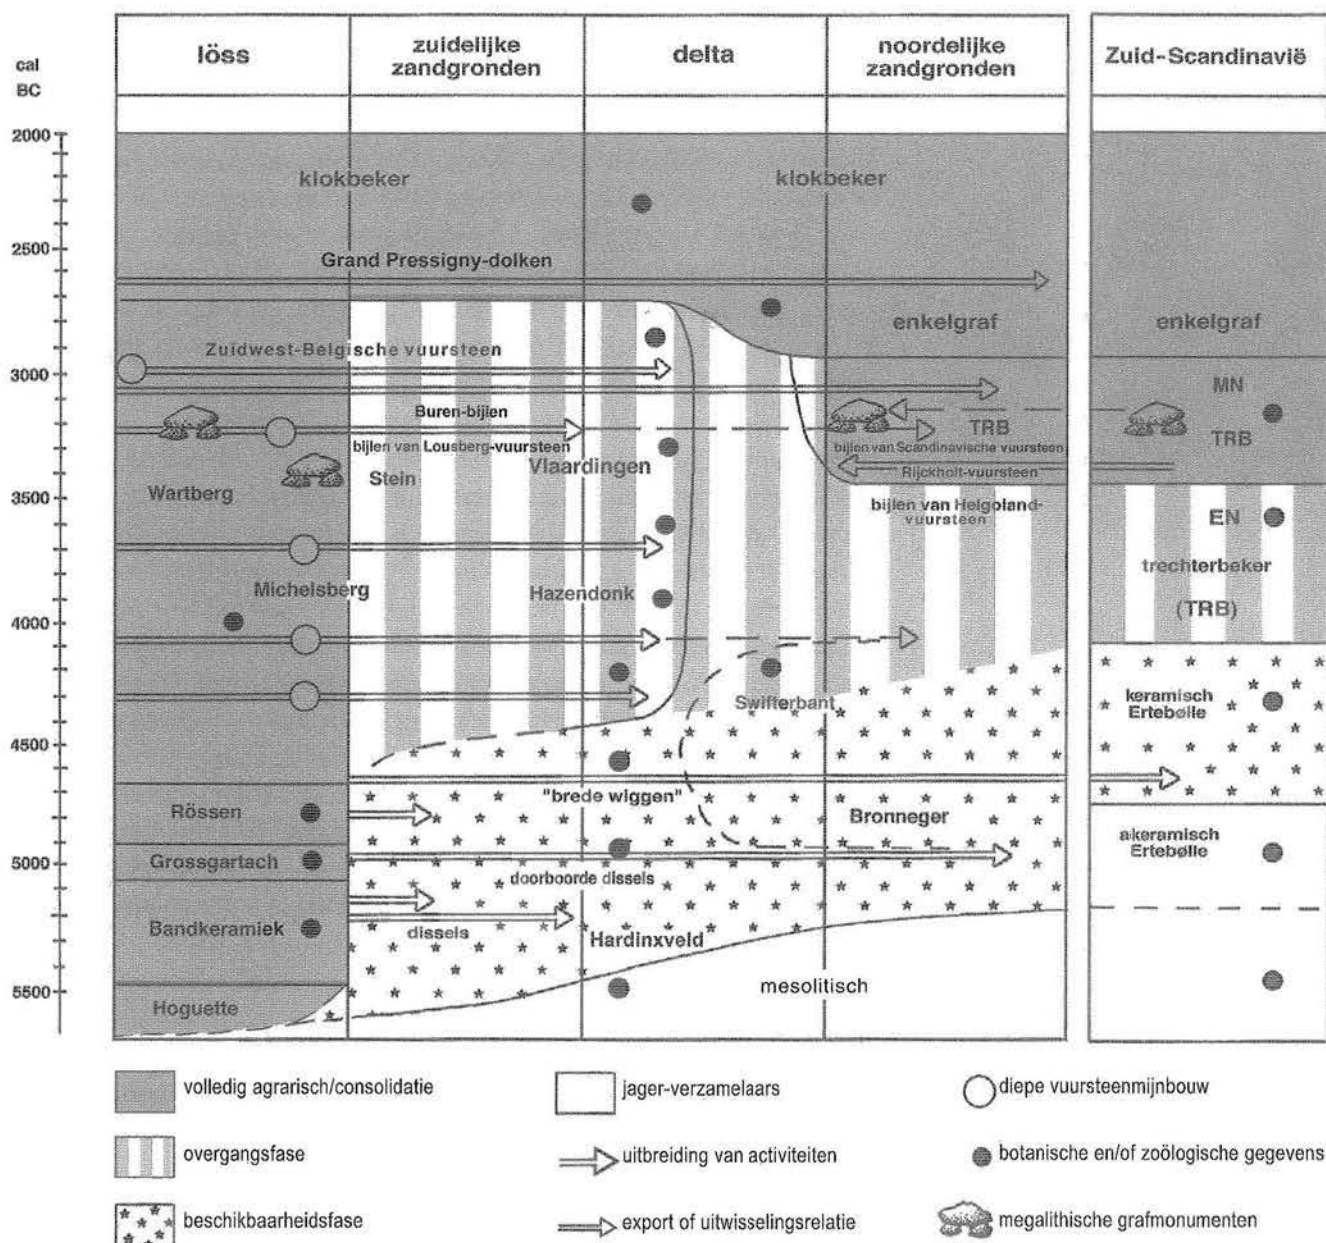 cal
BC
löss
zuidelijke
zandgronden
delta
noordelijke
zandgronden
Zuid-Scandinavië
2000
klokbeker
klokbeker
2500
Grand Pressigny-dolken
enkelgraf
enkelgraf
Zuidwest-Belgische vuursteen
3000
MN
Buren-bijlen
TRB
TRB
bijlen van Lousberg-vuursteen
bijlen van Scandinavische vuursteen
Vlaardingen
Rijckholt-vuursteen
Stein
Wartberg
3500
bijlen van Helgoland-
vuursteen
EN
trechterbeker
(TRB)
Michelsberg
Hazendonk
4000
Swifterbant
keramisch
Ertebølle
4500
"brede wiggen"
Rössen
Bronneger
akeramisch
Ertebølle
Grossgartach
5000
doorboorde dissels
Bandkeramiek
dissels
Hardinxveld
5500
mesolitisch
Hoguette
volledig agrarisch/consolidatie
jager-verzamelaars
diepe vuursteenmijnbouw
overgangsfase
uitbreiding van activiteiten
botanische en/of zoölogische gegevens
beschikbaarheidsfase
export of uitwisselingsrelatie
megalithische grafmonumenten